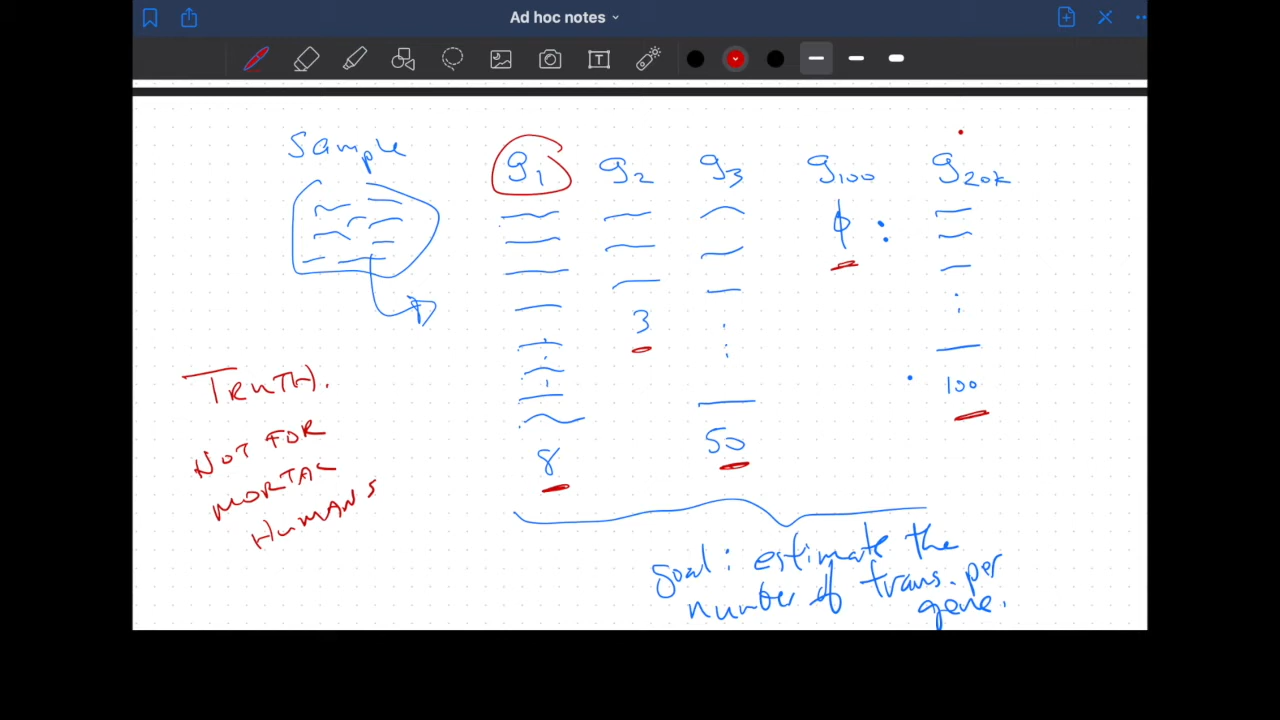 Ad hoc notes
T
Sample
g1 g2 g3 g100 g20k
ϕ :
3
100
50
8
TRUTH.
NOT FOR
MORTAL
HUMANS
goal: estimate the
number of trans. per
gene.